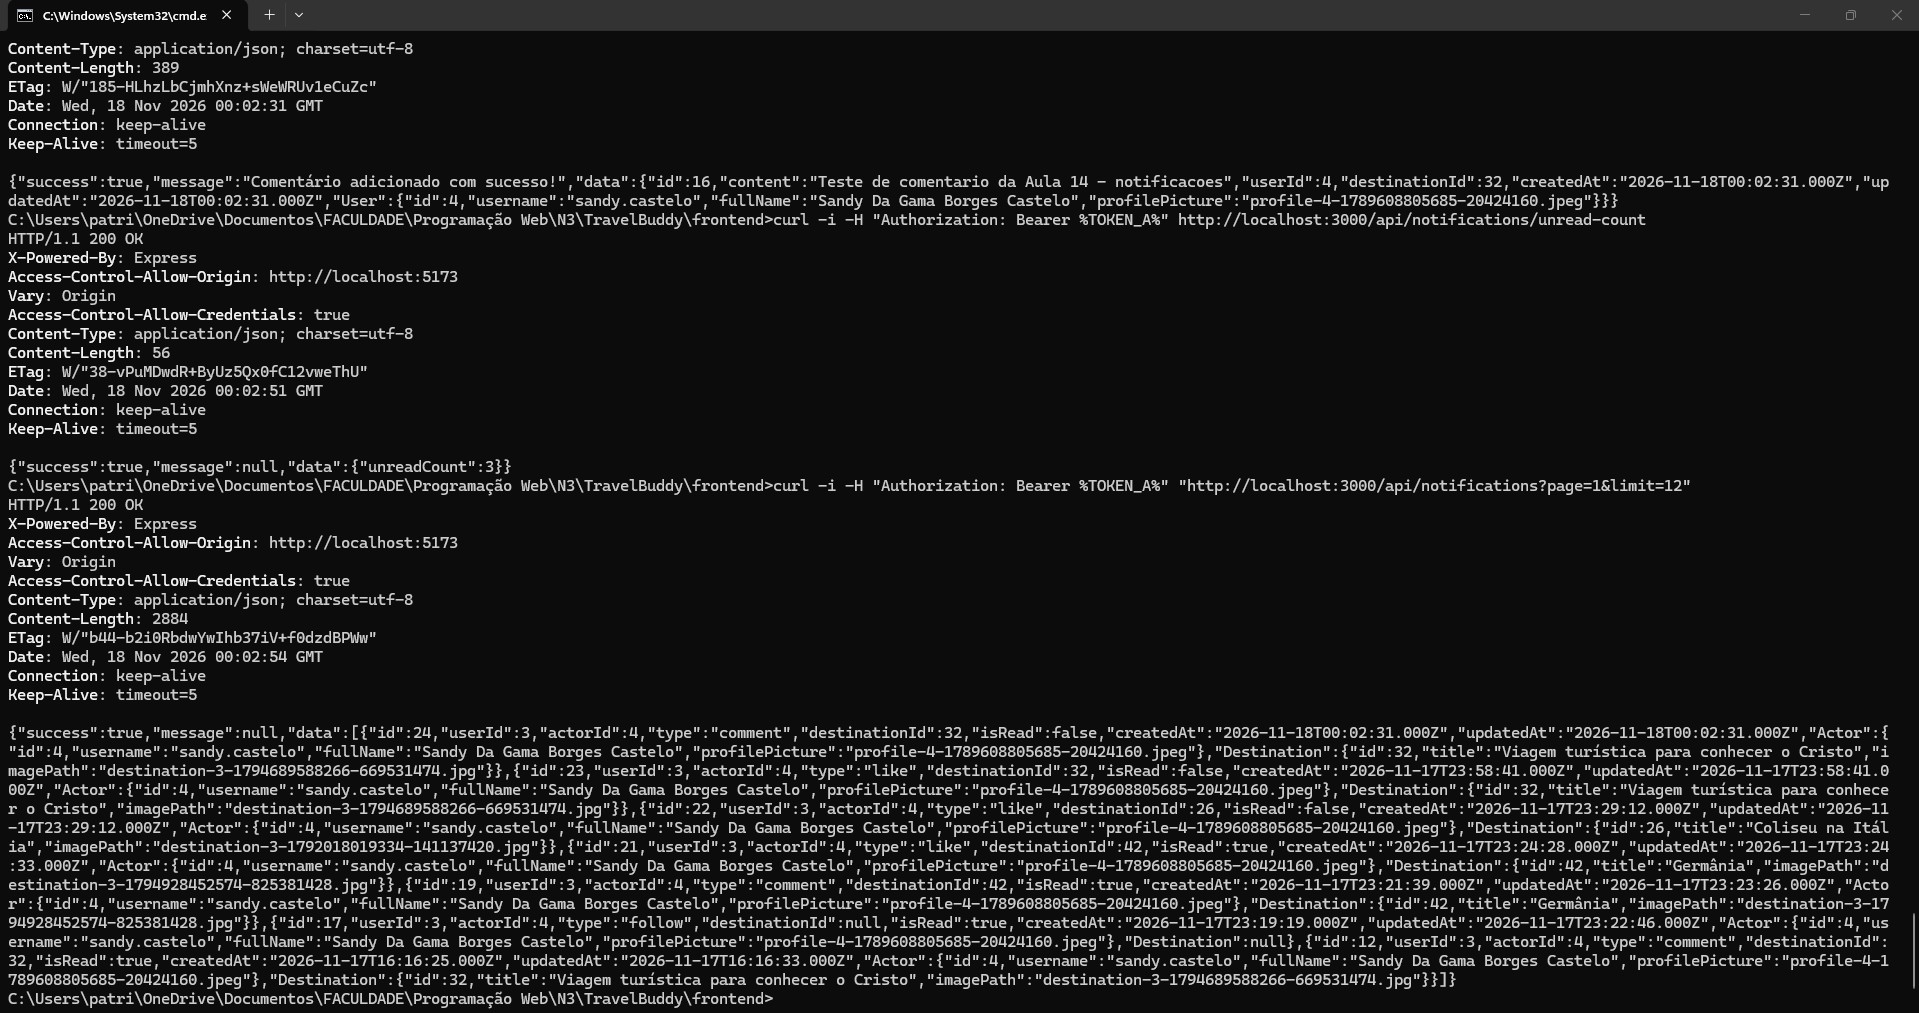 C:\Windows\System32\cmd.e
Content-Type: application/json; charset=utf-8
Content-Length: 389
ETag: W/"185-HLhzLbCjmhXnz+sWeWRUv1eCuZc"
Date: Wed, 18 Nov 2026 00:02:31 GMT
Connection: keep-alive
Keep-Alive: timeout=5
{"success":true,"message":"Comentário adicionado com sucesso!","data":{"id":16,"content":"Teste de comentario da Aula 14 - notificacoes","userId":4,"destinationId":32,"createdAt":"2026-11-18T00:02:31.000Z","up
datedAt":"2026-11-18T00:02:31.000Z","User":{"id":4,"username":"sandy.castelo","fullName":"Sandy Da Gama Borges Castelo","profilePicture":"profile-4-1789608805685-20424160.jpeg"}}}
C:\Users\patri\OneDrive\Documentos\FACULDADE\Programação Web\N3\TravelBuddy\frontend>curl -i -H "Authorization: Bearer %TOKEN_A%" http://localhost:3000/api/notifications/unread-count
HTTP/1.1 200 OK
X-Powered-By: Express
Access-Control-Allow-Origin: http://localhost:5173
Vary: Origin
Access-Control-Allow-Credentials: true
Content-Type: application/json; charset=utf-8
Content-Length: 56
ETag: W/"38-vPuMDwdR+ByUz5Qx0fC12vweThU"
Date: Wed, 18 Nov 2026 00:02:51 GMT
Connection: keep-alive
Keep-Alive: timeout=5
{"success":true,"message":null,"data":{"unreadCount":3}}
C:\Users\patri\OneDrive\Documentos\FACULDADE\Programação Web\N3\TravelBuddy\frontend>curl -i -H "Authorization: Bearer %TOKEN_A%" "http://localhost:3000/api/notifications?page=1&limit=12"
HTTP/1.1 200 OK
X-Powered-By: Express
Access-Control-Allow-Origin: http://localhost:5173
Vary: Origin
Access-Control-Allow-Credentials: true
Content-Type: application/json; charset=utf-8
Content-Length: 2884
ETag: W/"b44-b2i0RbdwYwIhb37iV+f0dzdBPWw"
Date: Wed, 18 Nov 2026 00:02:54 GMT
Connection: keep-alive
Keep-Alive: timeout=5
{"success":true,"message":null,"data":[{"id":24,"userId":3,"actorId":4,"type":"comment","destinationId":32,"isRead":false,"createdAt":"2026-11-18T00:02:31.000Z","updatedAt":"2026-11-18T00:02:31.000Z","Actor":{
"id":4,"username":"sandy.castelo","fullName":"Sandy Da Gama Borges Castelo","profilePicture":"profile-4-1789608805685-20424160.jpeg"},"Destination":{"id":32,"title":"Viagem turística para conhecer o Cristo","i
magePath":"destination-3-1794689588266-669531474.jpg"}},{"id":23,"userId":3,"actorId":4,"type":"like","destinationId":32,"isRead":false,"createdAt":"2026-11-17T23:58:41.000Z","updatedAt":"2026-11-17T23:58:41.0
00Z","Actor":{"id":4,"username":"sandy.castelo","fullName":"Sandy Da Gama Borges Castelo","profilePicture":"profile-4-1789608805685-20424160.jpeg"},"Destination":{"id":32,"title":"Viagem turística para conhece
r o Cristo","imagePath":"destination-3-1794689588266-669531474.jpg"}},{"id":22,"userId":3,"actorId":4,"type":"like","destinationId":26,"isRead":false,"createdAt":"2026-11-17T23:29:12.000Z","updatedAt":"2026-11
-17T23:29:12.000Z","Actor":{"id":4,"username":"sandy.castelo","fullName":"Sandy Da Gama Borges Castelo","profilePicture":"profile-4-1789608805685-20424160.jpeg"},"Destination":{"id":26,"title":"Coliseu na Itál
ia","imagePath":"destination-3-1792018019334-141137420.jpg"}},{"id":21,"userId":3,"actorId":4,"type":"like","destinationId":42,"isRead":true,"createdAt":"2026-11-17T23:24:28.000Z","updatedAt":"2026-11-17T23:24
:33.000Z","Actor":{"id":4,"username":"sandy.castelo","fullName":"Sandy Da Gama Borges Castelo","profilePicture":"profile-4-1789608805685-20424160.jpeg"},"Destination":{"id":42,"title":"Germânia","imagePath":"d
estination-3-1794928452574-825381428.jpg"}},{"id":19,"userId":3,"actorId":4,"type":"comment","destinationId":42,"isRead":true,"createdAt":"2026-11-17T23:21:39.000Z","updatedAt":"2026-11-17T23:23:26.000Z","Acto
r":{"id":4,"username":"sandy.castelo","fullName":"Sandy Da Gama Borges Castelo","profilePicture":"profile-4-1789608805685-20424160.jpeg"},"Destination":{"id":42,"title":"Germânia","imagePath":"destination-3-17
94928452574-825381428.jpg"}},{"id":17,"userId":3,"actorId":4,"type":"follow","destinationId":null,"isRead":true,"createdAt":"2026-11-17T23:19:19.000Z","updatedAt":"2026-11-17T23:22:46.000Z","Actor":{"id":4,"us
ername":"sandy.castelo","fullName":"Sandy Da Gama Borges Castelo","profilePicture":"profile-4-1789608805685-20424160.jpeg"},"Destination":null},{"id":12,"userId":3,"actorId":4,"type":"comment","destinationId":
32,"isRead":true,"createdAt":"2026-11-17T16:16:25.000Z","updatedAt":"2026-11-17T16:16:33.000Z","Actor":{"id":4,"username":"sandy.castelo","fullName":"Sandy Da Gama Borges Castelo","profilePicture":"profile-4-1
789608805685-20424160.jpeg"},"Destination":{"id":32,"title":"Viagem turística para conhecer o Cristo","imagePath":"destination-3-1794689588266-669531474.jpg"}}]}
C:\Users\patri\OneDrive\Documentos\FACULDADE\Programação Web\N3\TravelBuddy\frontend>